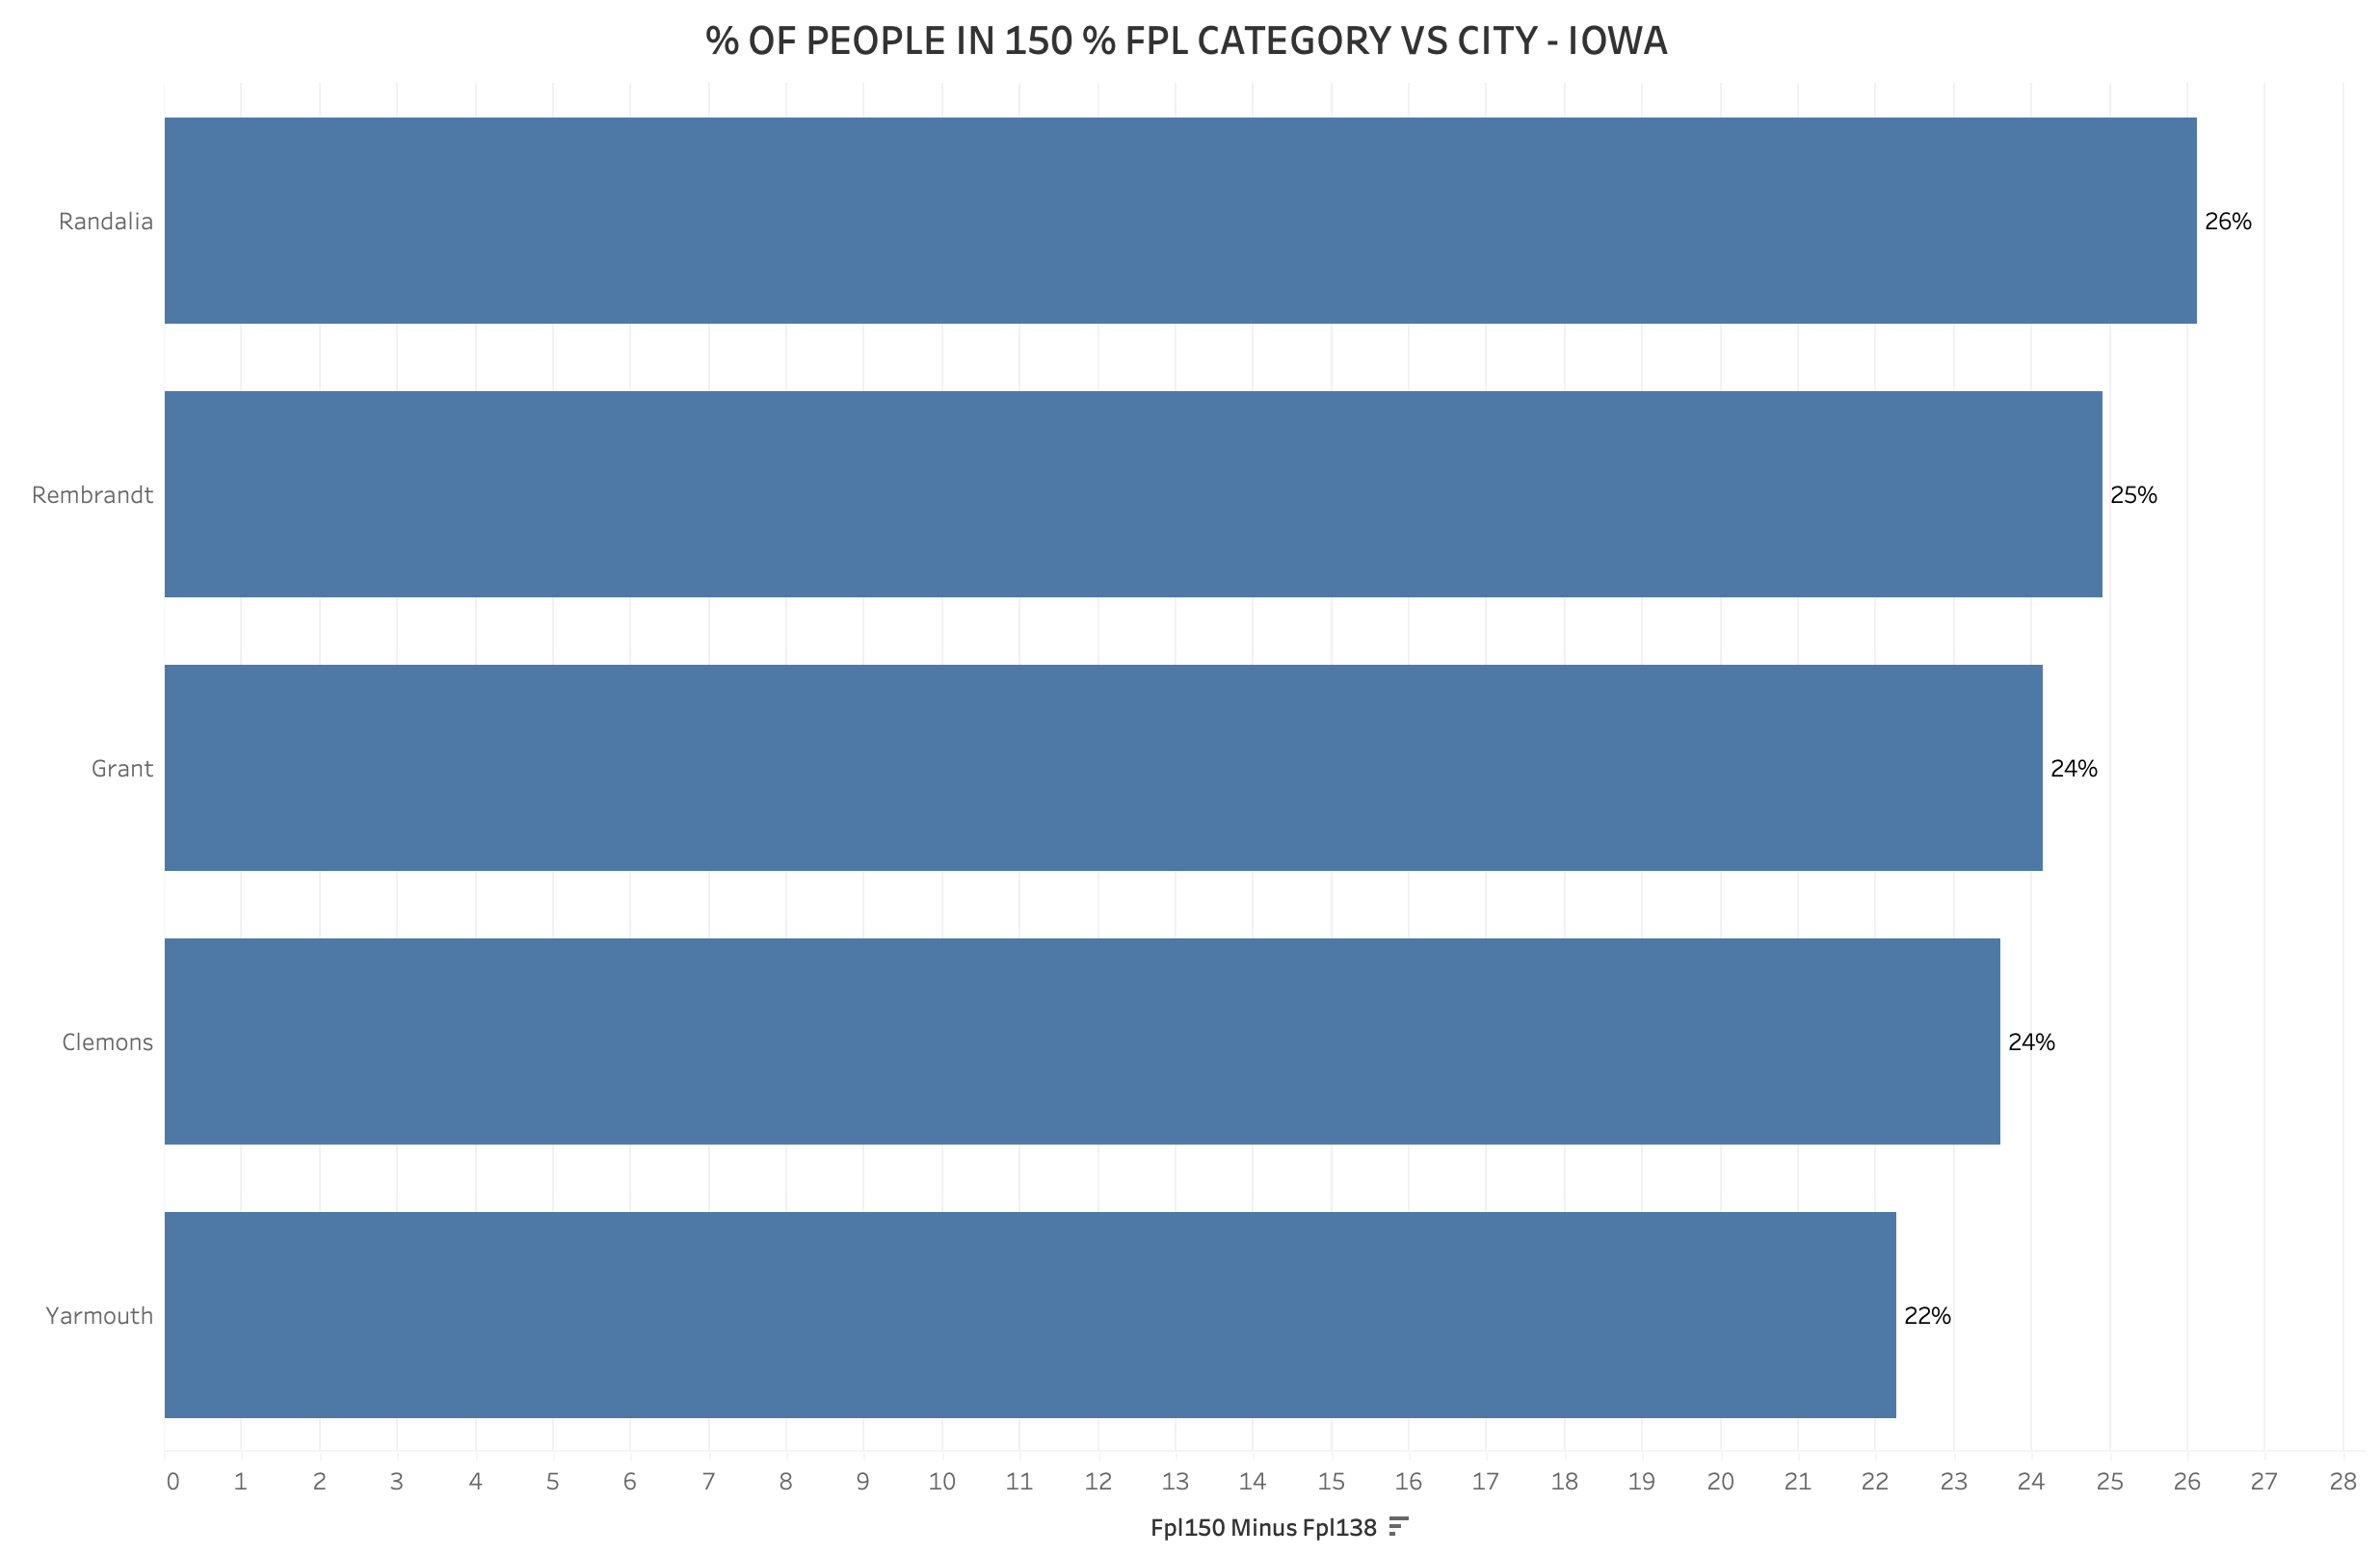 % OF PEOPLE IN 150 % FPL CATEGORY VS CITY - IOWA
Randalia 26%
Rembrandt 25%
Grant 24%
Clemons 24%
Yarmouth 22%
0 1 2 3 4 5 6 7 8 9 10 11 12 13 14 15 16 17 18 19 20 21 22 23 24 25 26 27 28
Fpl150 Minus Fpl138